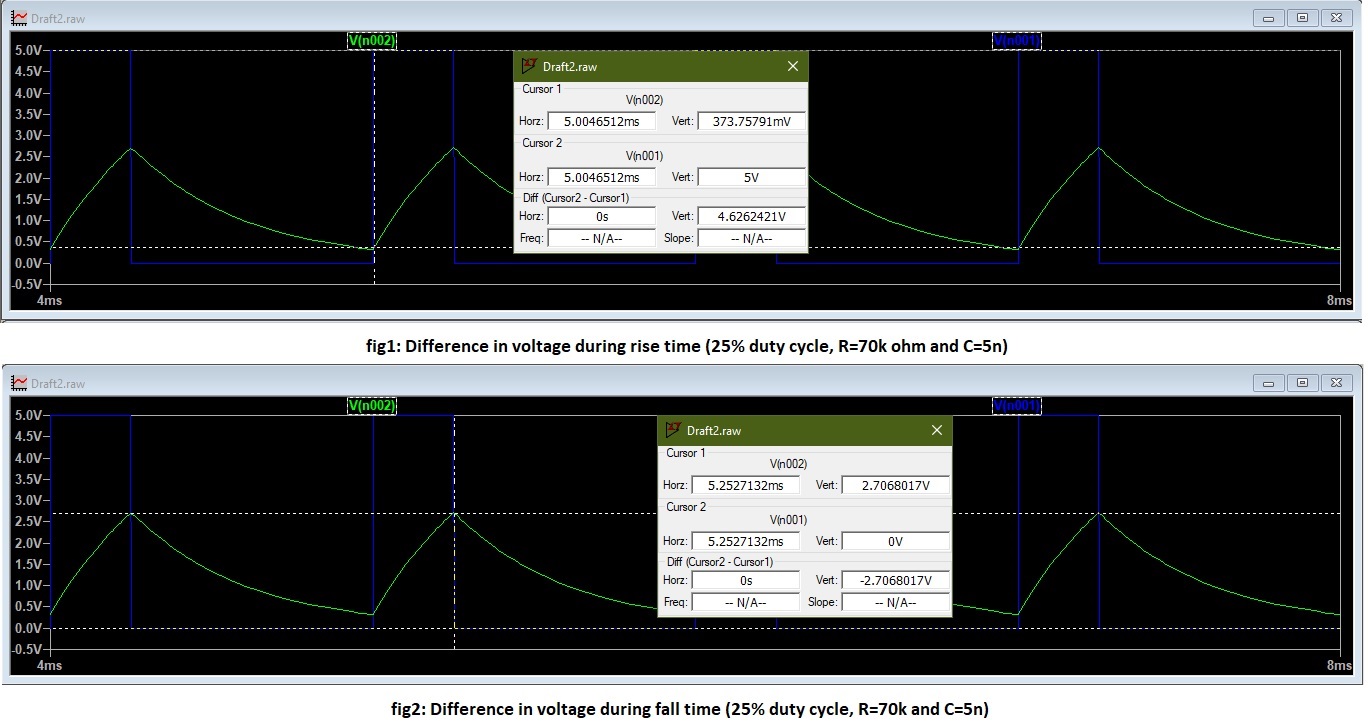 Draft2.raw
V(n002) V(n001)
5.0V
4.5V
4.0V
3.5V
3.0V
2.5V
2.0V
1.5V
1.0V
0.5V
0.0V
-0.5V
4ms 8ms
Draft2.raw
Cursor 1
V(n002)
Horz: 5.0046512ms Vert: 373.75791mV
Cursor 2
V(n001)
Horz: 5.0046512ms Vert: 5V
Diff (Cursor2 - Cursor1)
Horz: 0s Vert: 4.6262421V
Freq: -- N/A-- Slope: -- N/A--
fig1: Difference in voltage during rise time (25% duty cycle, R=70k ohm and C=5n)
Draft2.raw
V(n002) V(n001)
5.0V
4.5V
4.0V
3.5V
3.0V
2.5V
2.0V
1.5V
1.0V
0.5V
0.0V
-0.5V
4ms 8ms
Draft2.raw
Cursor 1
V(n002)
Horz: 5.2527132ms Vert: 2.7068017V
Cursor 2
V(n001)
Horz: 5.2527132ms Vert: 0V
Diff (Cursor2 - Cursor1)
Horz: 0s Vert: -2.7068017V
Freq: -- N/A-- Slope: -- N/A--
fig2: Difference in voltage during fall time (25% duty cycle, R=70k and C=5n)